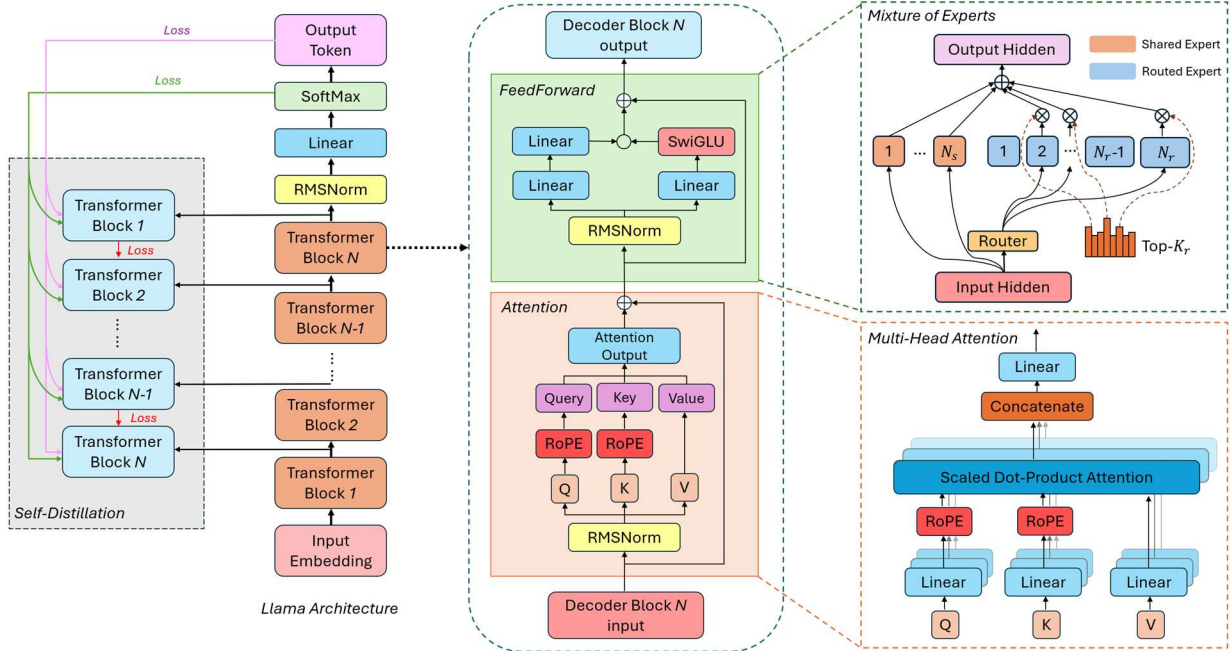 Loss
Loss
Output
Token
SoftMax
Linear
RMSNorm
Transformer
Block N
Transformer
Block N-1
......
Transformer
Block 2
Transformer
Block 1
Input
Embedding
Llama Architecture
Transformer
Block 1
Loss
Transformer
Block 2
......
Transformer
Block N-1
Loss
Transformer
Block N
Self-Distillation
Decoder Block N
output
FeedForward
Linear
SwiGLU
Linear
Linear
RMSNorm
Attention
Attention
Output
Query
Key
Value
RoPE
RoPE
Q
K
V
RMSNorm
Decoder Block N
input
Mixture of Experts
Output Hidden
Shared Expert
Routed Expert
1 ... Nₛ 1 2 ... Nᵣ-1 Nᵣ
Router
Top-Kᵣ
Input Hidden
Multi-Head Attention
Linear
Concatenate
Scaled Dot-Product Attention
RoPE
RoPE
Linear
Linear
Linear
Q
K
V